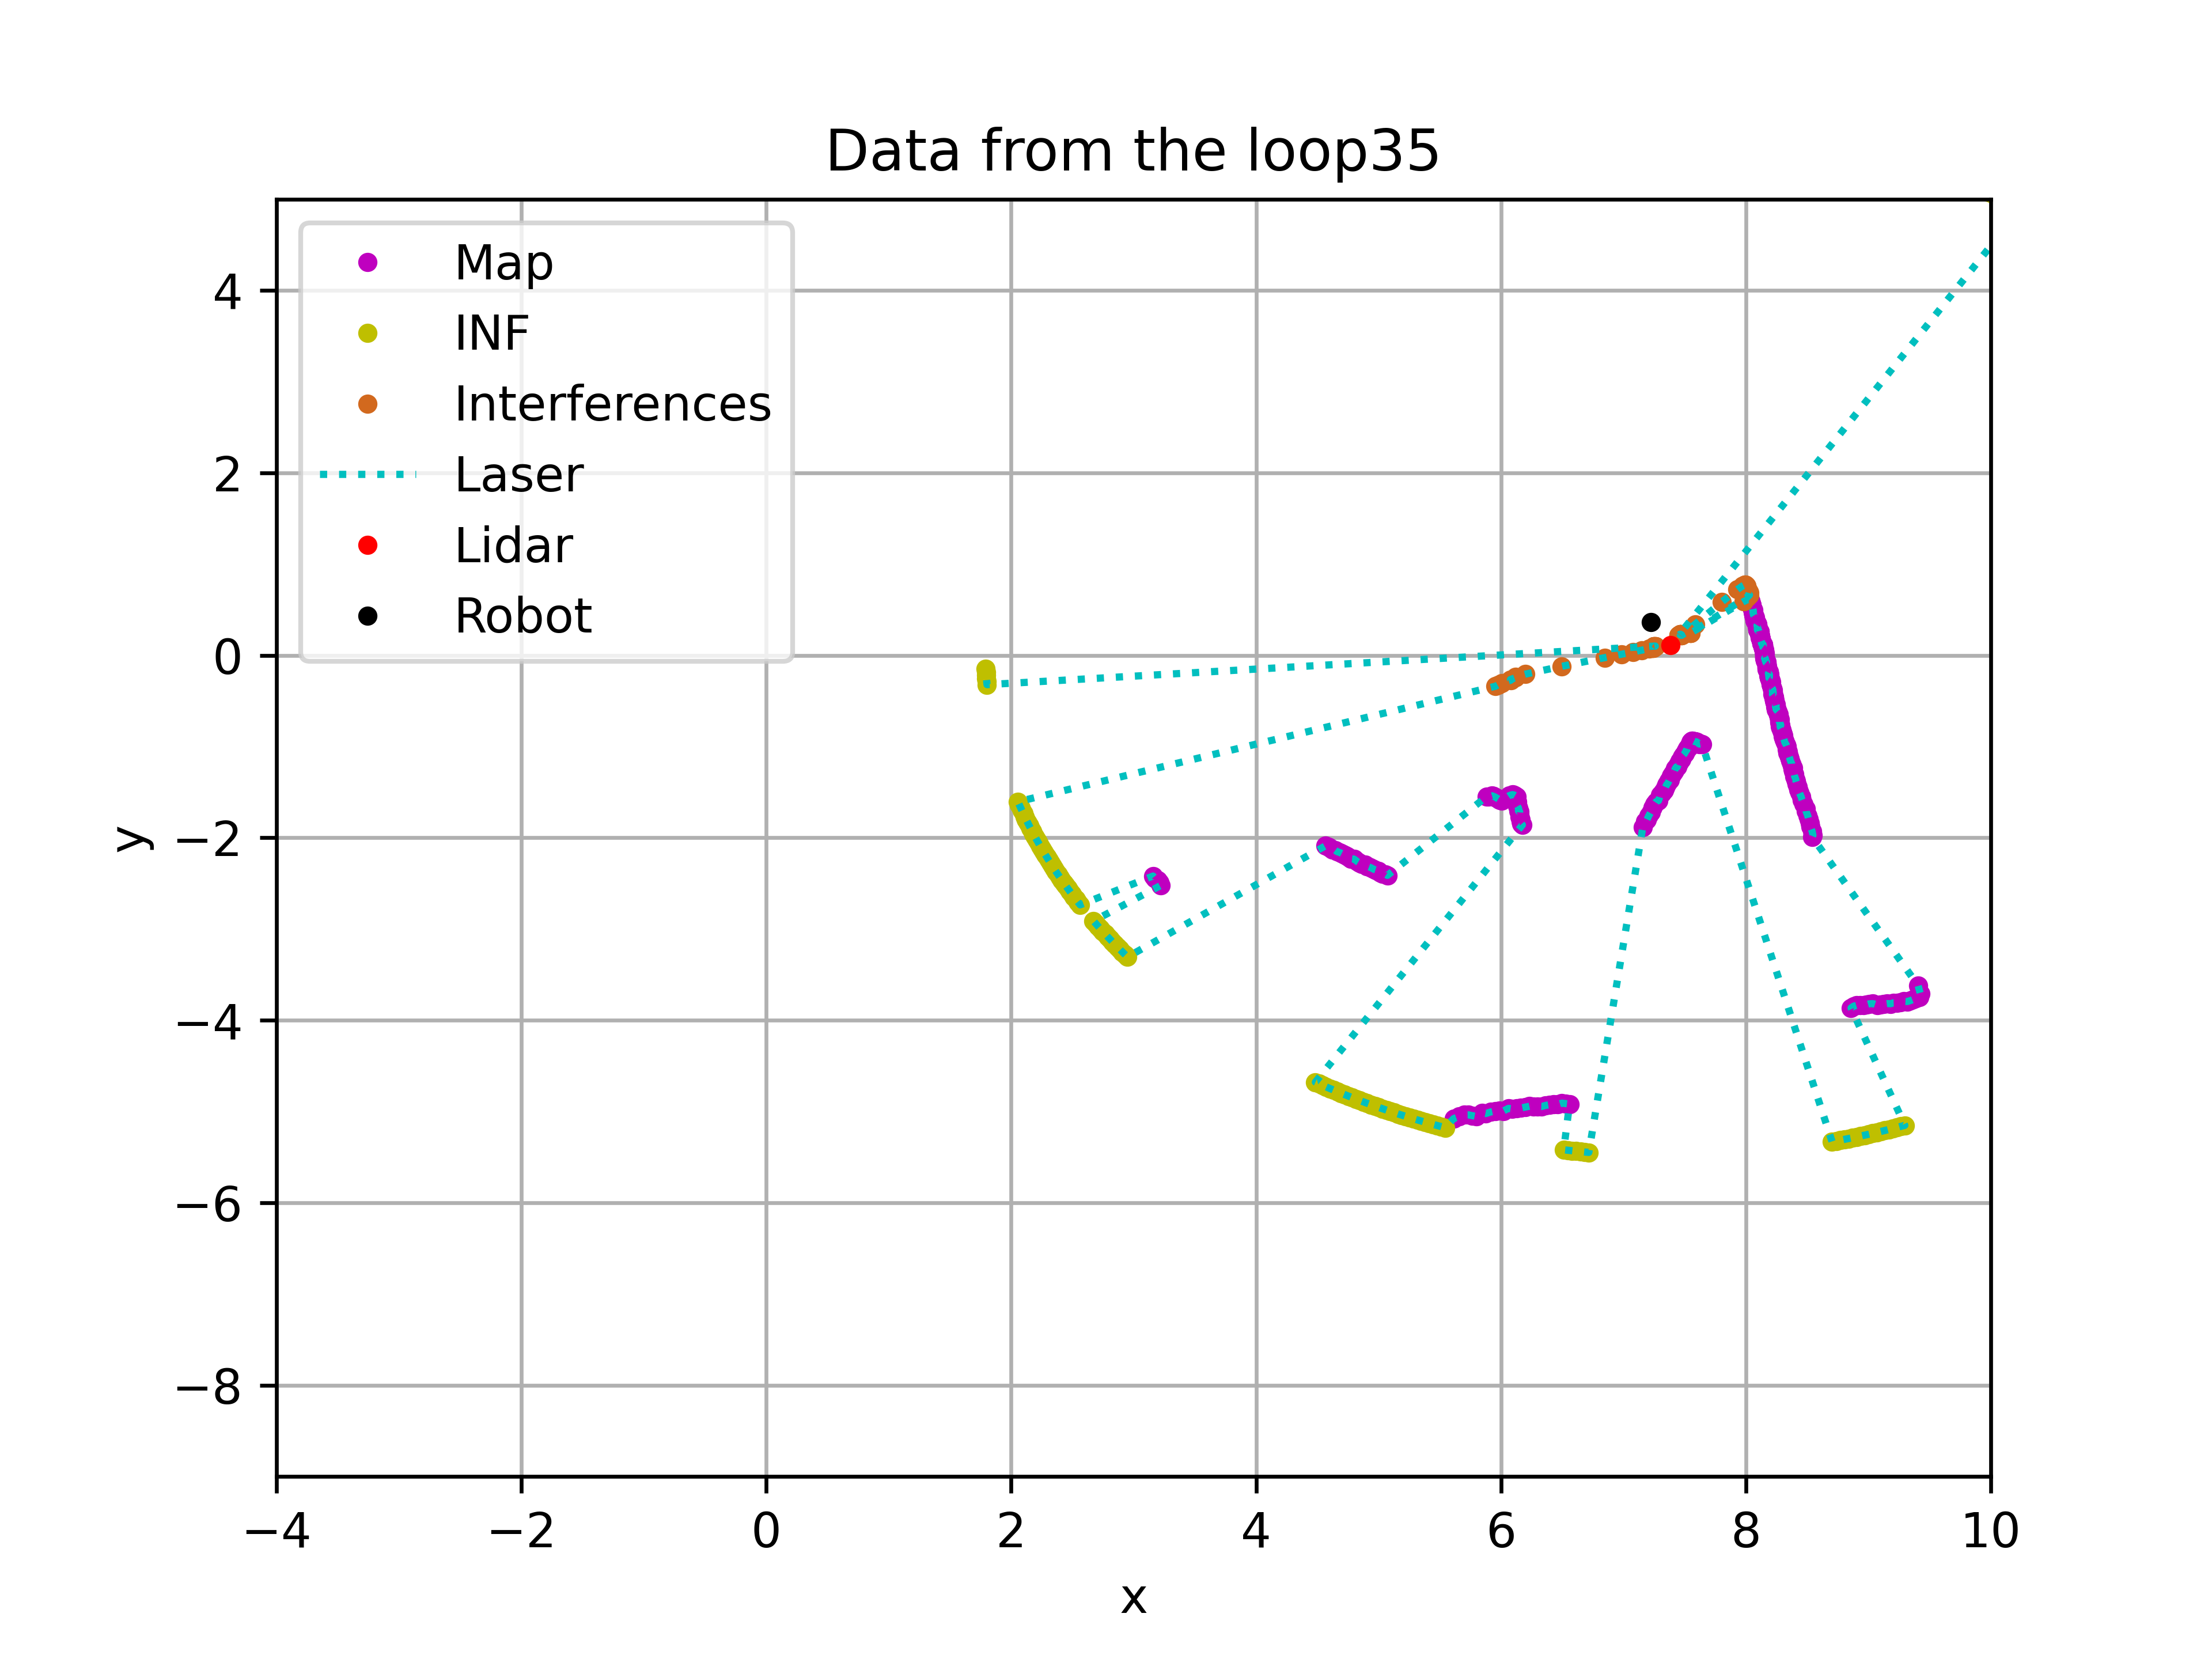 Data from the loop35
Map
INF
Interferences
Laser
Lidar
Robot
4
2
0
−2
−4
−6
−8
y
−4
−2
0
2
4
6
8
10
x